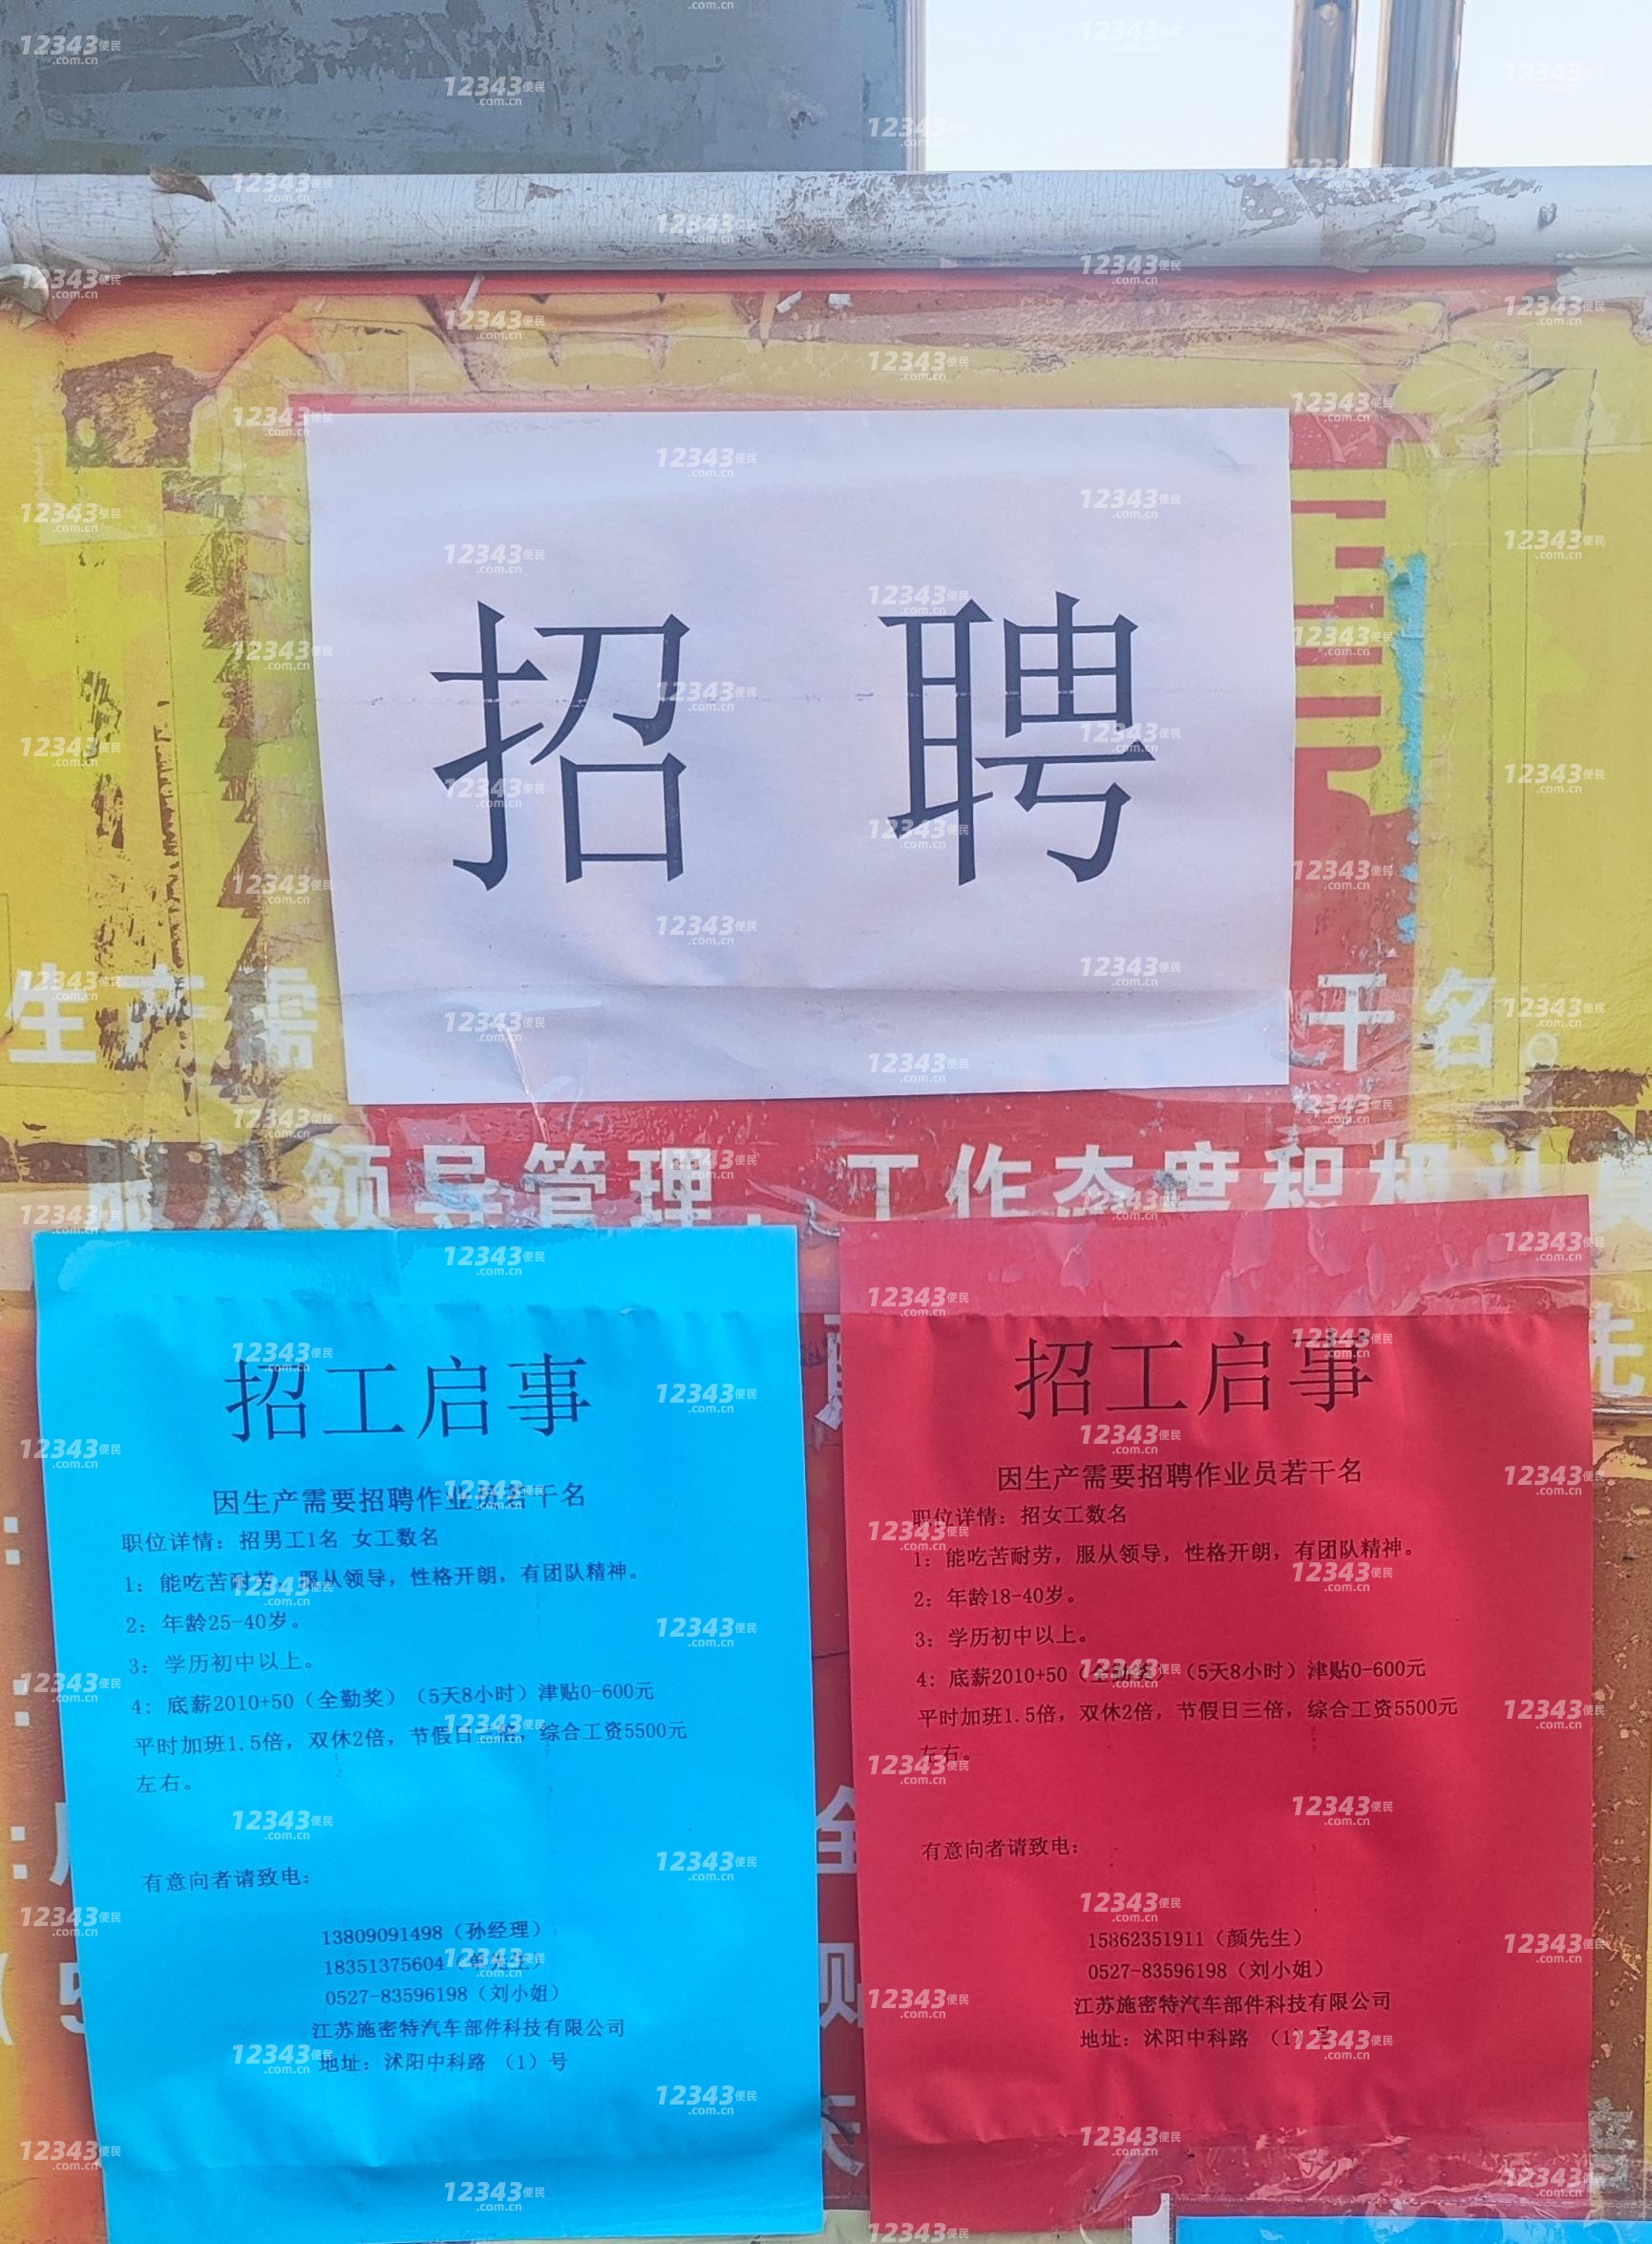 招 聘
生产需
干名。
服从领导管理，工作态度积极认真
招工启事
因生产需要招聘作业员若干名
职位详情：招男工1名 女工数名
1：能吃苦耐劳，服从领导，性格开朗，有团队精神。
2：年龄25-40岁。
3：学历初中以上。
4：底薪2010+50（全勤奖）（5天8小时）津贴0-600元
平时加班1.5倍，双休2倍，节假日三倍，综合工资5500元
左右。
有意向者请致电：
13809091498（孙经理）
18351375604
0527-83596198（刘小姐）
江苏施密特汽车部件科技有限公司
地址：沭阳中科路 （1）号
招工启事
因生产需要招聘作业员若干名
职位详情：招女工数名
1：能吃苦耐劳，服从领导，性格开朗，有团队精神。
2：年龄18-40岁。
3：学历初中以上。
4：底薪2010+50（全勤奖）（5天8小时）津贴0-600元
平时加班1.5倍，双休2倍，节假日三倍，综合工资5500元
左右。
有意向者请致电：
15862351911（颜先生）
0527-83596198（刘小姐）
江苏施密特汽车部件科技有限公司
地址：沭阳中科路 （1）号
12343便民
.com.cn